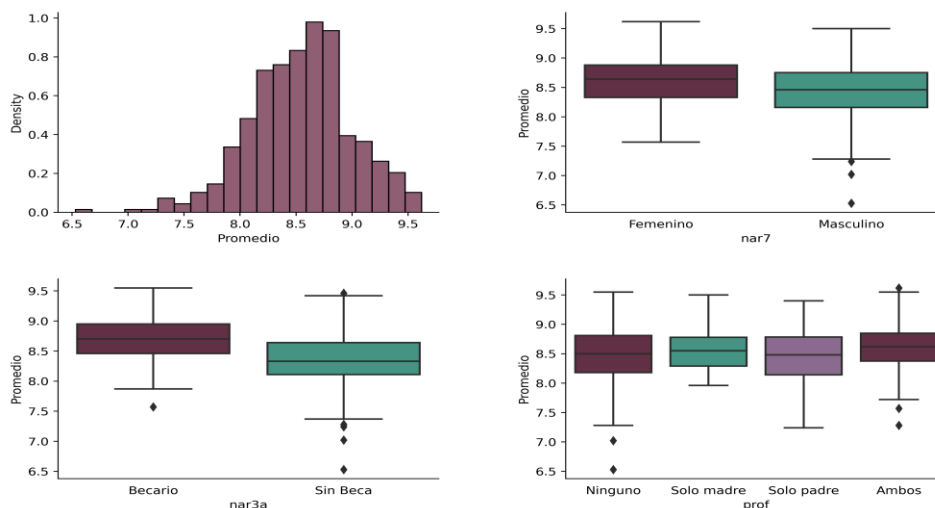 1.0
0.8
0.6
0.4
0.2
0.0
Density
6.5 7.0 7.5 8.0 8.5 9.0 9.5
Promedio
9.5
9.0
8.5
8.0
7.5
7.0
6.5
Promedio
Femenino Masculino
nar7
9.5
9.0
8.5
8.0
7.5
7.0
6.5
Promedio
Becario Sin Beca
nar3a
9.5
9.0
8.5
8.0
7.5
7.0
6.5
Promedio
Ninguno Solo madre Solo padre Ambos
prof